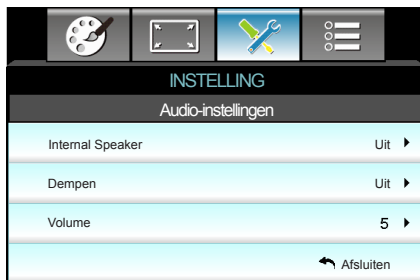 INSTELLING
Audio-instellingen
Internal Speaker Uit
Dempen Uit
Volume 5
Afsluiten